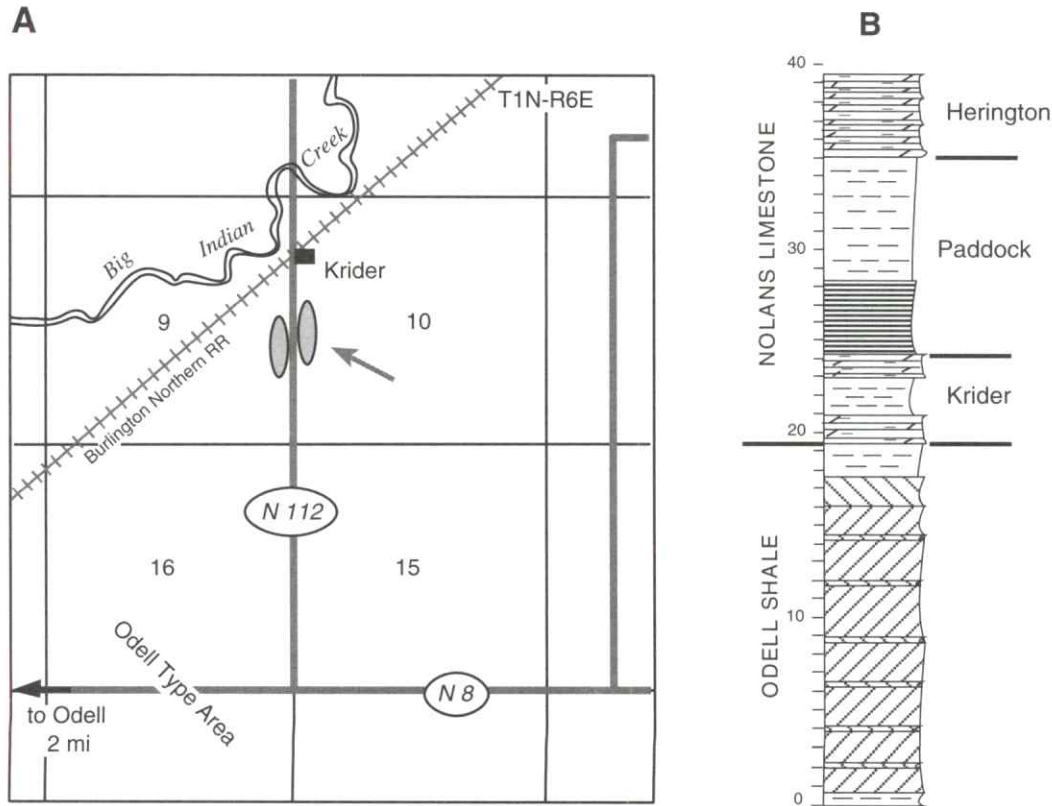 A
T1N-R6E
Creek
Indian
Big
Krider
9
10
Burlington Northern RR
N 112
16
15
Odell Type Area
N 8
to Odell
2 mi
B
40
Herington
NOLANS LIMESTONE
30
Paddock
Krider
20
ODELL SHALE
10
0